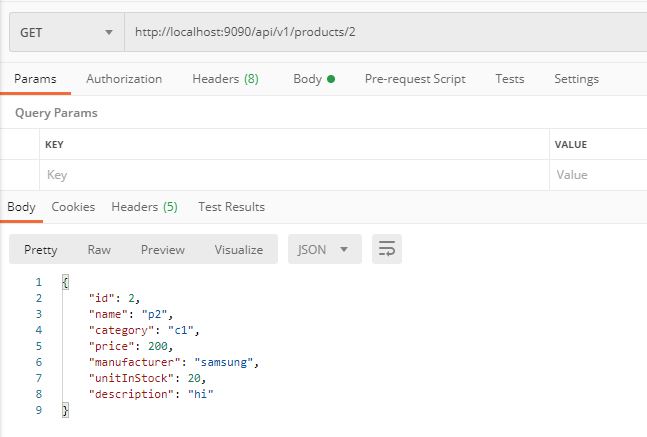 GET http://localhost:9090/api/v1/products/2
Params Authorization Headers (8) Body Pre-request Script Tests Settings
Query Params
KEY VALUE
Key Value
Body Cookies Headers (5) Test Results
Pretty Raw Preview Visualize JSON
1 {
2 "id": 2,
3 "name": "p2",
4 "category": "c1",
5 "price": 200,
6 "manufacturer": "samsung",
7 "unitInStock": 20,
8 "description": "hi"
9 }